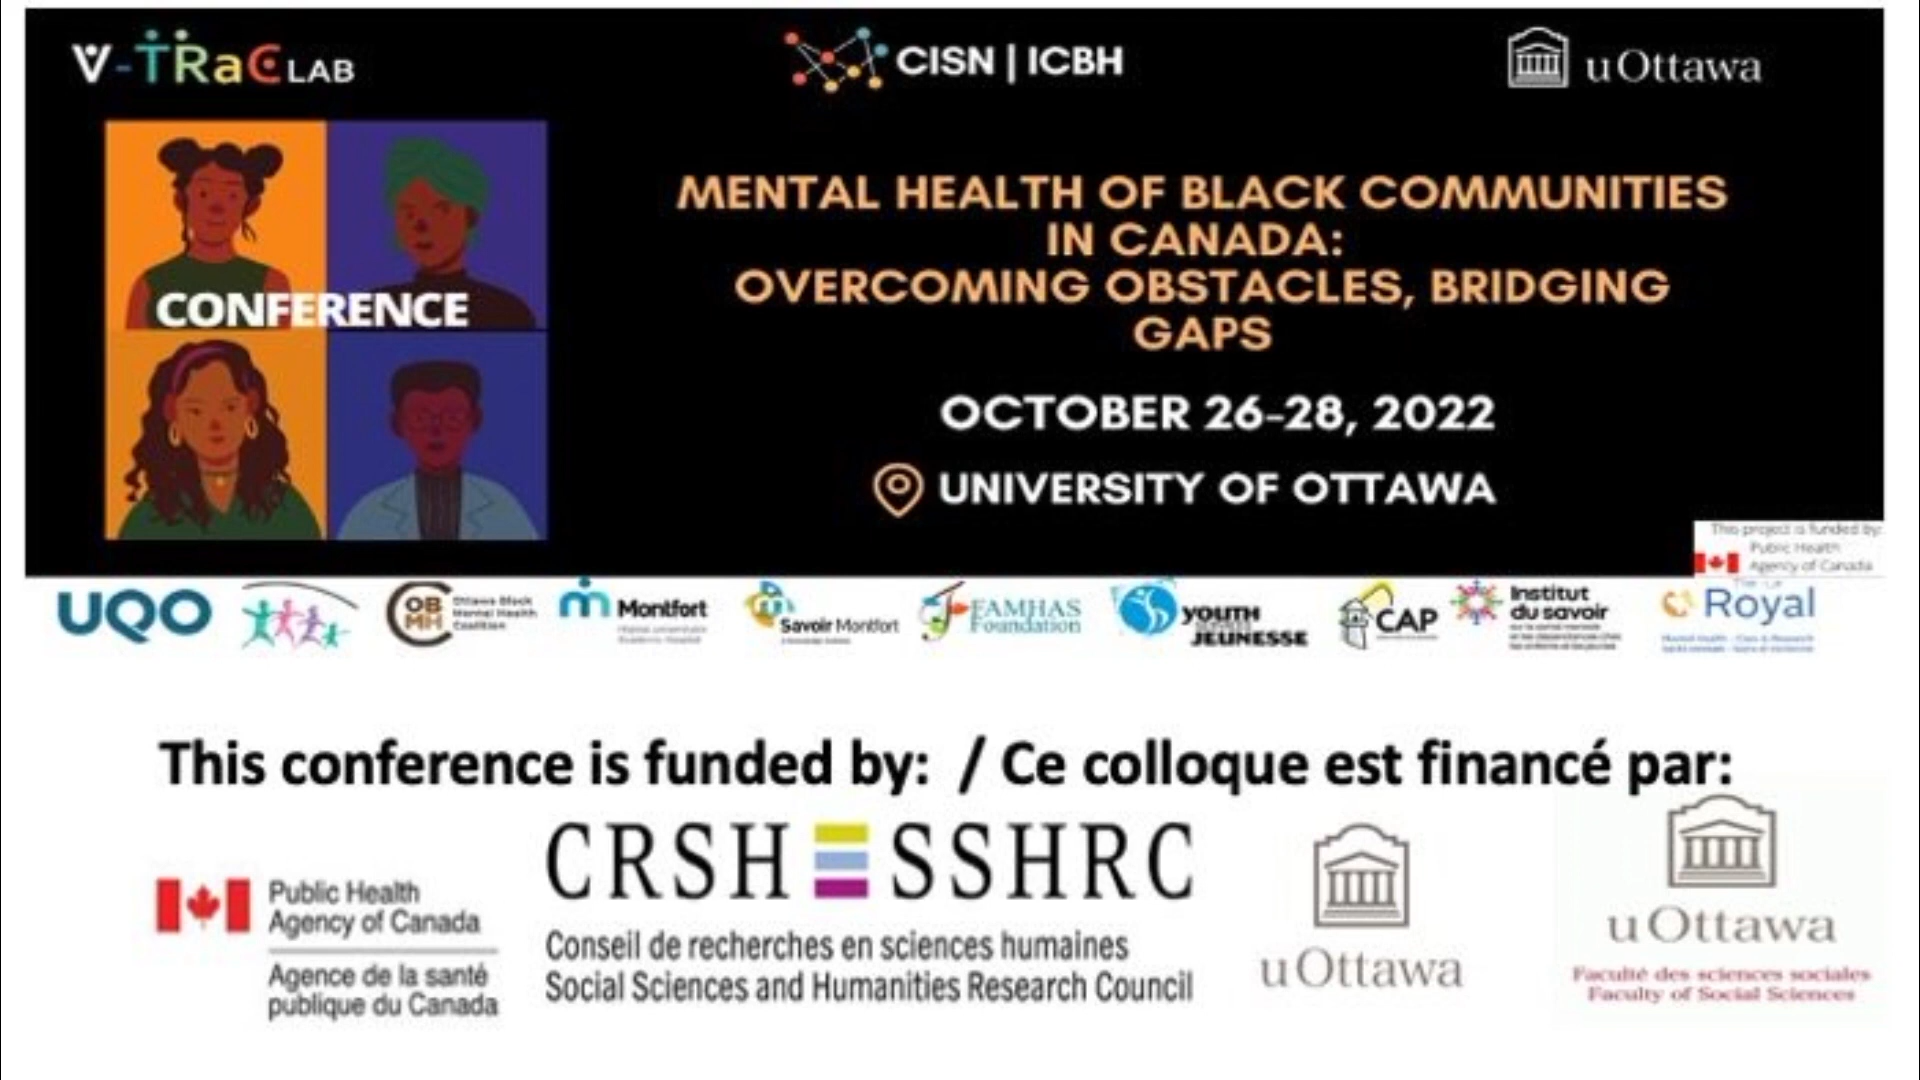 V-TRaC LAB
CISN | ICBH
uOttawa
CONFERENCE
MENTAL HEALTH OF BLACK COMMUNITIES
IN CANADA:
OVERCOMING OBSTACLES, BRIDGING
GAPS
OCTOBER 26-28, 2022
UNIVERSITY OF OTTAWA
This project is funded by:
Public Health
Agency of Canada
UQO
OB
MH
Ottawa Black
Mental Health
Coalition
Montfort
Savoir Montfort
FAMHAS
Foundation
YOUTH
JEUNESSE
CAP
Institut
du savoir
Royal
This conference is funded by: / Ce colloque est financé par:
Public Health
Agency of Canada
Agence de la santé
publique du Canada
CRSH SSHRC
Conseil de recherches en sciences humaines
Social Sciences and Humanities Research Council
uOttawa
uOttawa
Faculté des sciences sociales
Faculty of Social Sciences